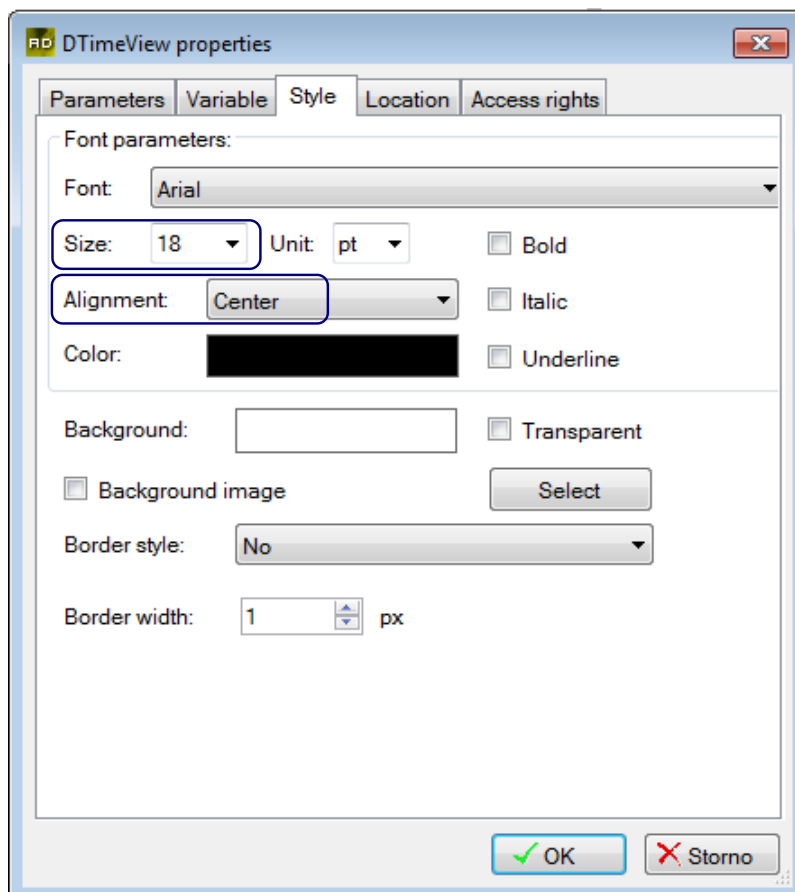 RD DTimeView properties
Parameters Variable Style Location Access rights
Font parameters:
Font: Arial
Size: 18 Unit: pt Bold
Alignment: Center Italic
Color: Underline
Background: Transparent
Background image Select
Border style: No
Border width: 1 px
OK Storno